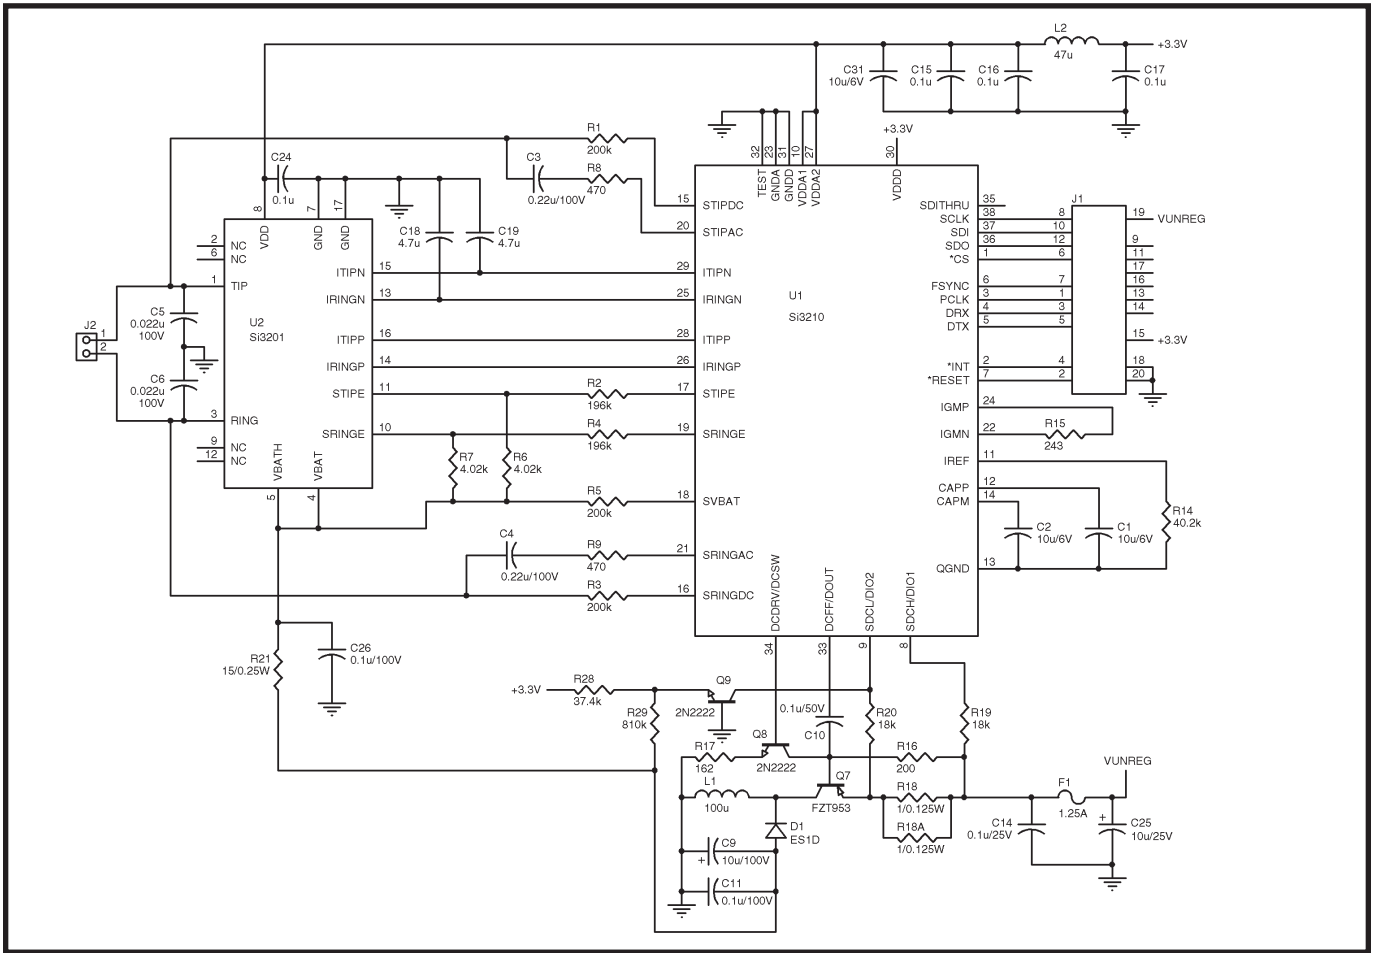 L2
47u
+3.3V
C31
10u/6V
C15
0.1u
C16
0.1u
C17
0.1u
+3.3V
R1
200k
C3
0.22u/100V
R8
470
C24
0.1u
8
7
17
VDD
GND
GND
C18
4.7u
C19
4.7u
32
23
31
10
27
30
TEST
GNDA
GNDD
VDDA1
VDDA2
VDDD
2 NC
6 NC
1 TIP
3 RING
9 NC
12 NC
U2
Si3201
ITIPN 15
IRINGN 13
ITIPP 16
IRINGP 14
STIPE 11
SRINGE 10
VBATH
VBAT
5
4
J2
1
2
C5
0.022u
100V
C6
0.022u
100V
R2
196k
R4
196k
R7
4.02k
R6
4.02k
R5
200k
C4
0.22u/100V
R9
470
R3
200k
15 STIPDC
20 STIPAC
29 ITIPN
25 IRINGN
28 ITIPP
26 IRINGP
17 STIPE
19 SRINGE
18 SVBAT
21 SRINGAC
16 SRINGDC
U1
Si3210
SDITHRU 35
SCLK 38
SDI 37
SDO 36
*CS 1
FSYNC 6
PCLK 3
DRX 4
DTX 5
*INT 2
*RESET 7
IGMP 24
IGMN 22
IREF 11
CAPP 12
CAPM 14
QGND 13
J1
8
10
12
6
7
1
3
5
4
2
19 VUNREG
9
11
17
16
13
14
15 +3.3V
18
20
R15
243
C2
10u/6V
C1
10u/6V
R14
40.2k
DCDRV/DCSW
DCFF/DOUT
SDCL/DIO2
SDCH/DIO1
34
33
9
8
R21
15/0.25W
C26
0.1u/100V
+3.3V
R28
37.4k
R29
810k
Q9
2N2222
0.1u/50V
C10
R20
18k
R19
18k
R17
162
Q8
2N2222
R16
200
L1
100u
Q7
FZT953
R18
1/0.125W
R18A
1/0.125W
D1
ES1D
C9
+
10u/100V
C11
0.1u/100V
F1
1.25A
VUNREG
C14
0.1u/25V
+
C25
10u/25V